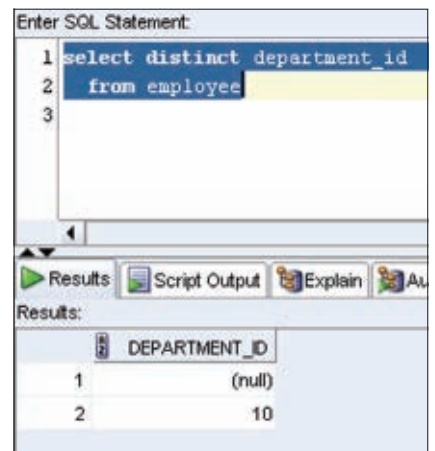 Enter SQL Statement:
1 select distinct department_id
2 from employee
3
Results Script Output Explain Au
Results:
DEPARTMENT_ID
1 (null)
2 10